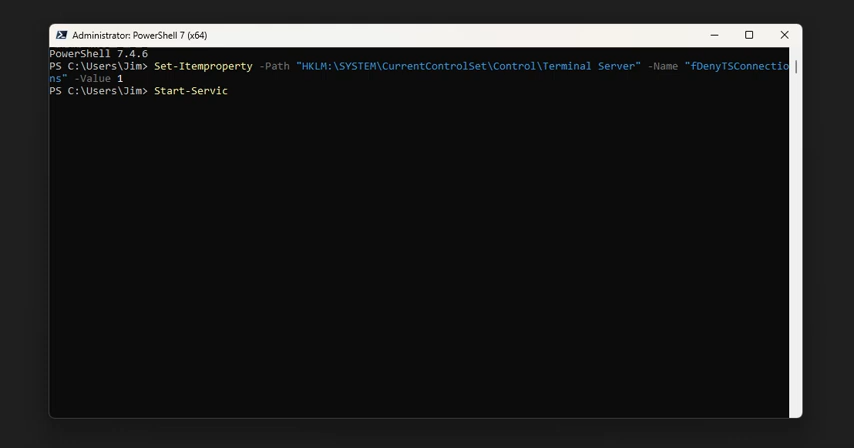 Administrator: PowerShell 7 (x64)
PowerShell 7.4.6
PS C:\Users\Jim> Set-Itemproperty -Path "HKLM:\SYSTEM\CurrentControlSet\Control\Terminal Server" -Name "fDenyTSConnectio
ns" -Value 1
PS C:\Users\Jim> Start-Servic